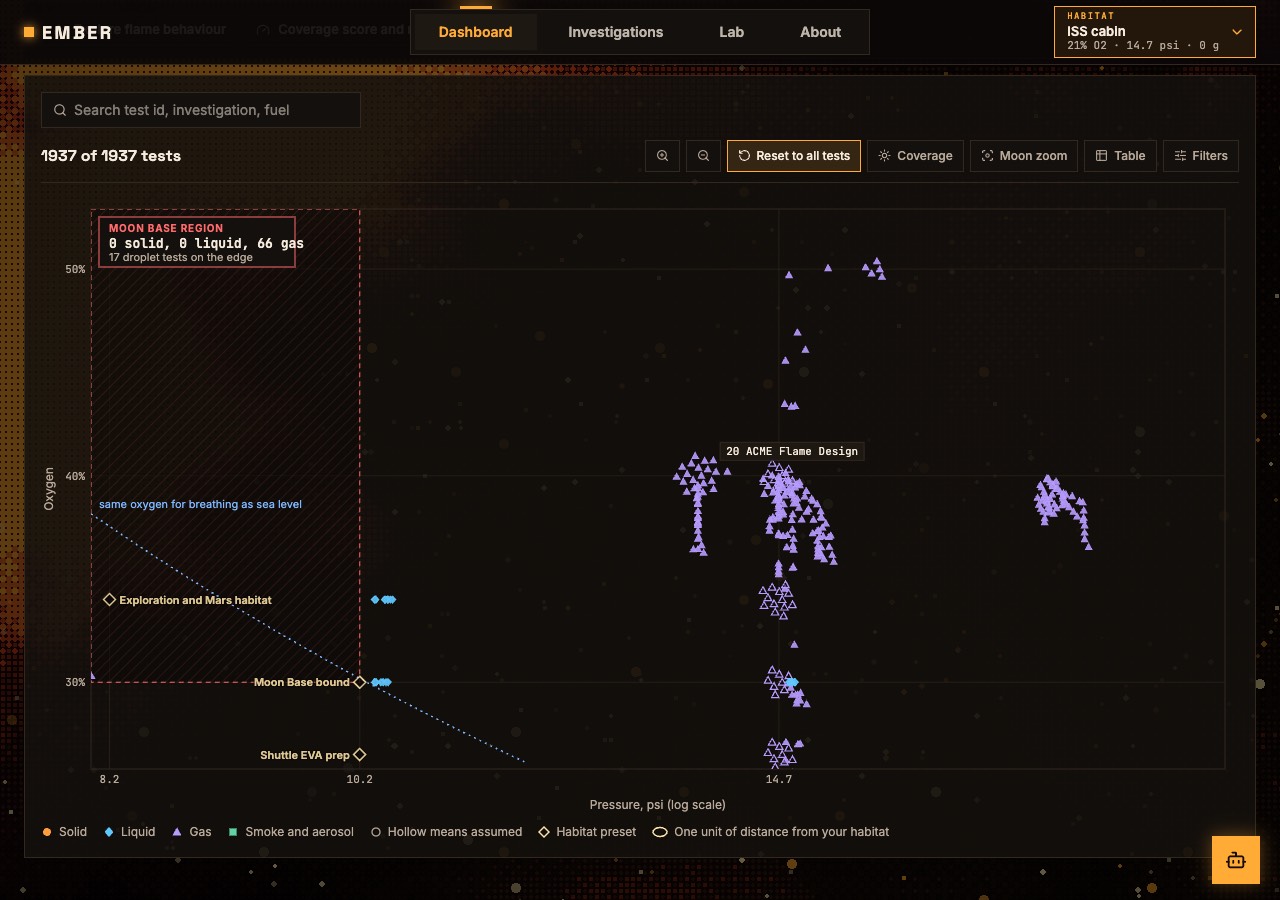 EMBER
re flame behaviour
Coverage score and
Dashboard
Investigations
Lab
About
HABITAT
ISS cabin
21% O2 · 14.7 psi · 0 g
Search test id, investigation, fuel
1937 of 1937 tests
Reset to all tests
Coverage
Moon zoom
Table
Filters
MOON BASE REGION
0 solid, 0 liquid, 66 gas
17 droplet tests on the edge
50%
20 ACME Flame Design
40%
Oxygen
same oxygen for breathing as sea level
Exploration and Mars habitat
30%
Moon Base bound
Shuttle EVA prep
8.2
10.2
14.7
Pressure, psi (log scale)
Solid
Liquid
Gas
Smoke and aerosol
Hollow means assumed
Habitat preset
One unit of distance from your habitat